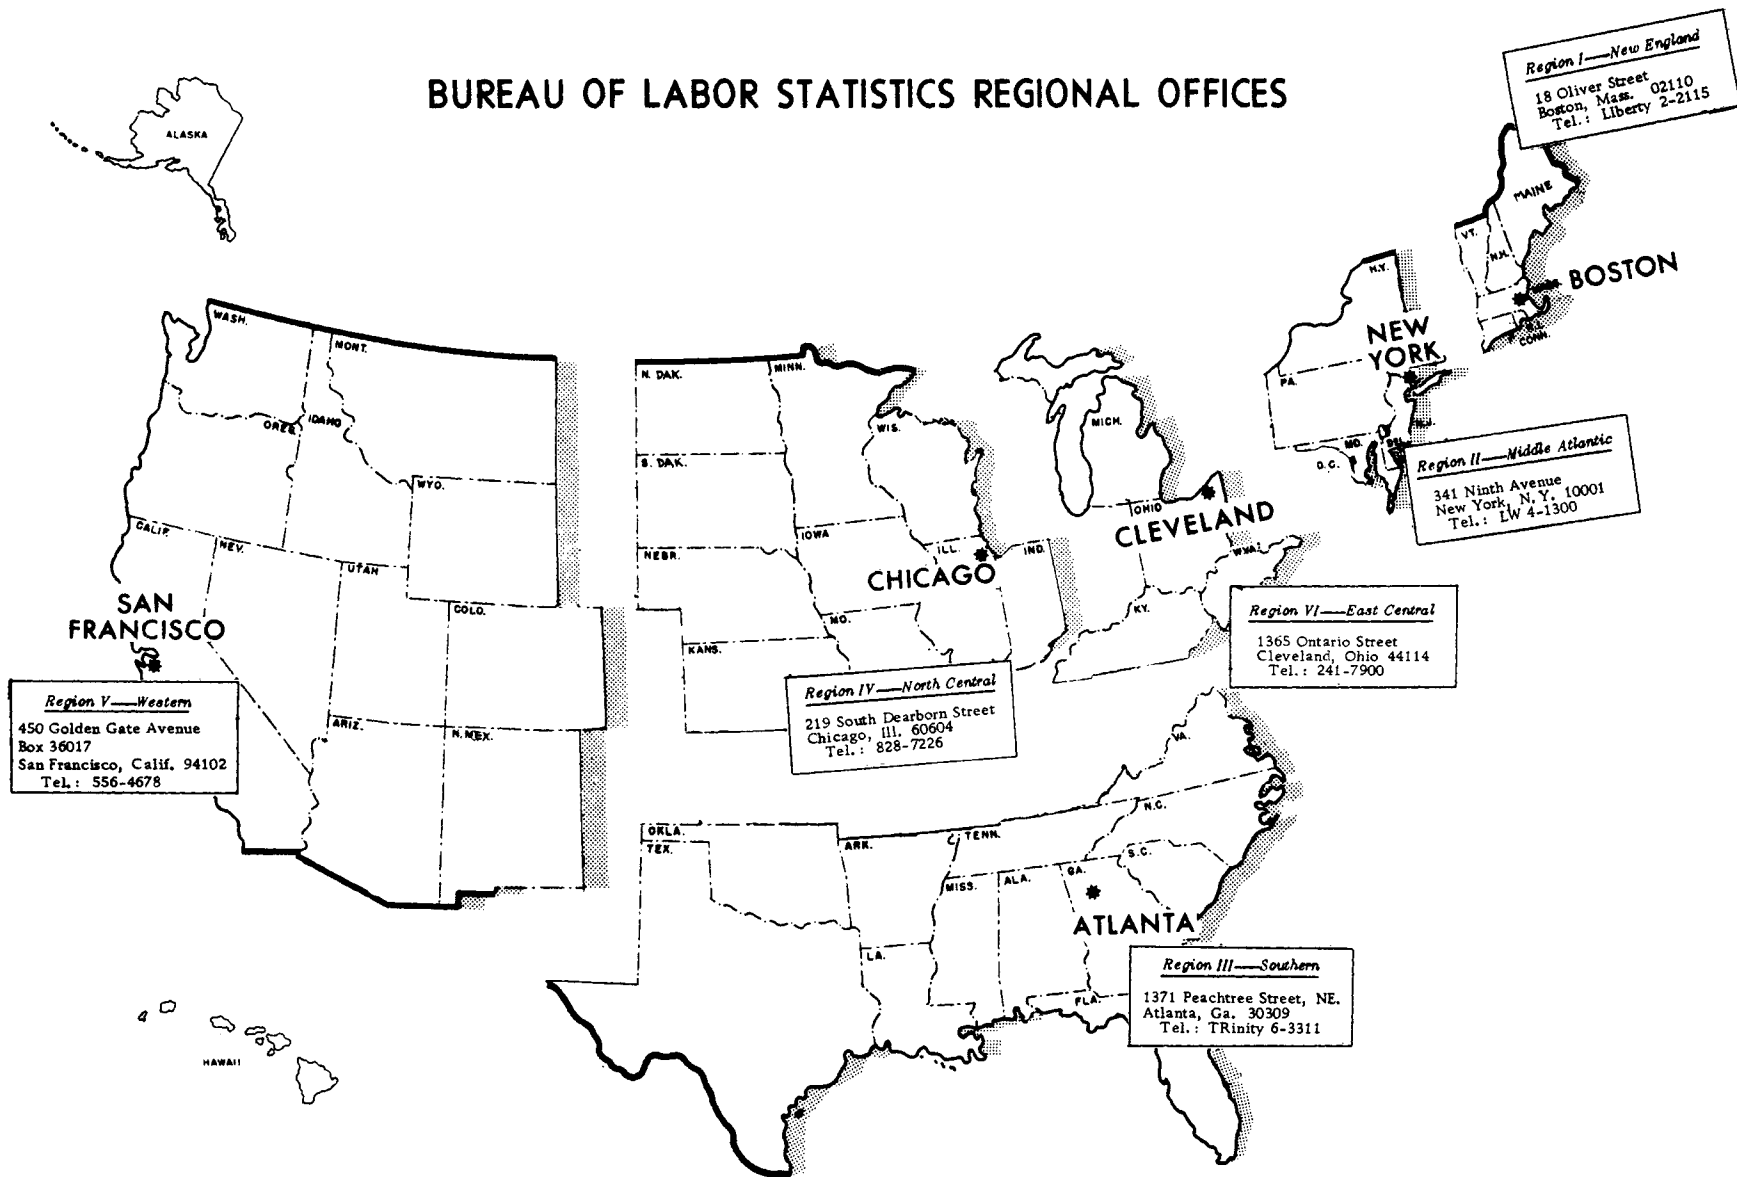 BUREAU OF LABOR STATISTICS REGIONAL OFFICES
Region I—New England
18 Oliver Street
Boston, Mass. 02110
Tel.: LIberty 2-2115
ALASKA
MAINE
VT.
N.H.
BOSTON
R.I.
CONN.
N.Y.
NEW
YORK
PA.
N.J.
MD.
DEL.
D.C.
Region II—Middle Atlantic
341 Ninth Avenue
New York, N.Y. 10001
Tel.: LW 4-1300
WASH.
MONT.
OREG.
IDAHO
WYO.
CALIF.
NEV.
UTAH
COLO.
ARIZ.
N.MEX.
SAN
FRANCISCO
Region V—Western
450 Golden Gate Avenue
Box 36017
San Francisco, Calif. 94102
Tel.: 556-4678
N. DAK.
MINN.
S. DAK.
WIS.
MICH.
NEBR.
IOWA
ILL.
IND.
KANS.
MO.
CHICAGO
Region IV—North Central
219 South Dearborn Street
Chicago, Ill. 60604
Tel.: 828-7226
OHIO
CLEVELAND
W.VA.
KY.
Region VI—East Central
1365 Ontario Street
Cleveland, Ohio 44114
Tel.: 241-7900
VA.
N.C.
OKLA.
TEX.
ARK.
TENN.
S.C.
MISS.
ALA.
GA.
LA.
FLA.
ATLANTA
Region III—Southern
1371 Peachtree Street, NE.
Atlanta, Ga. 30309
Tel.: TRinity 6-3311
HAWAII